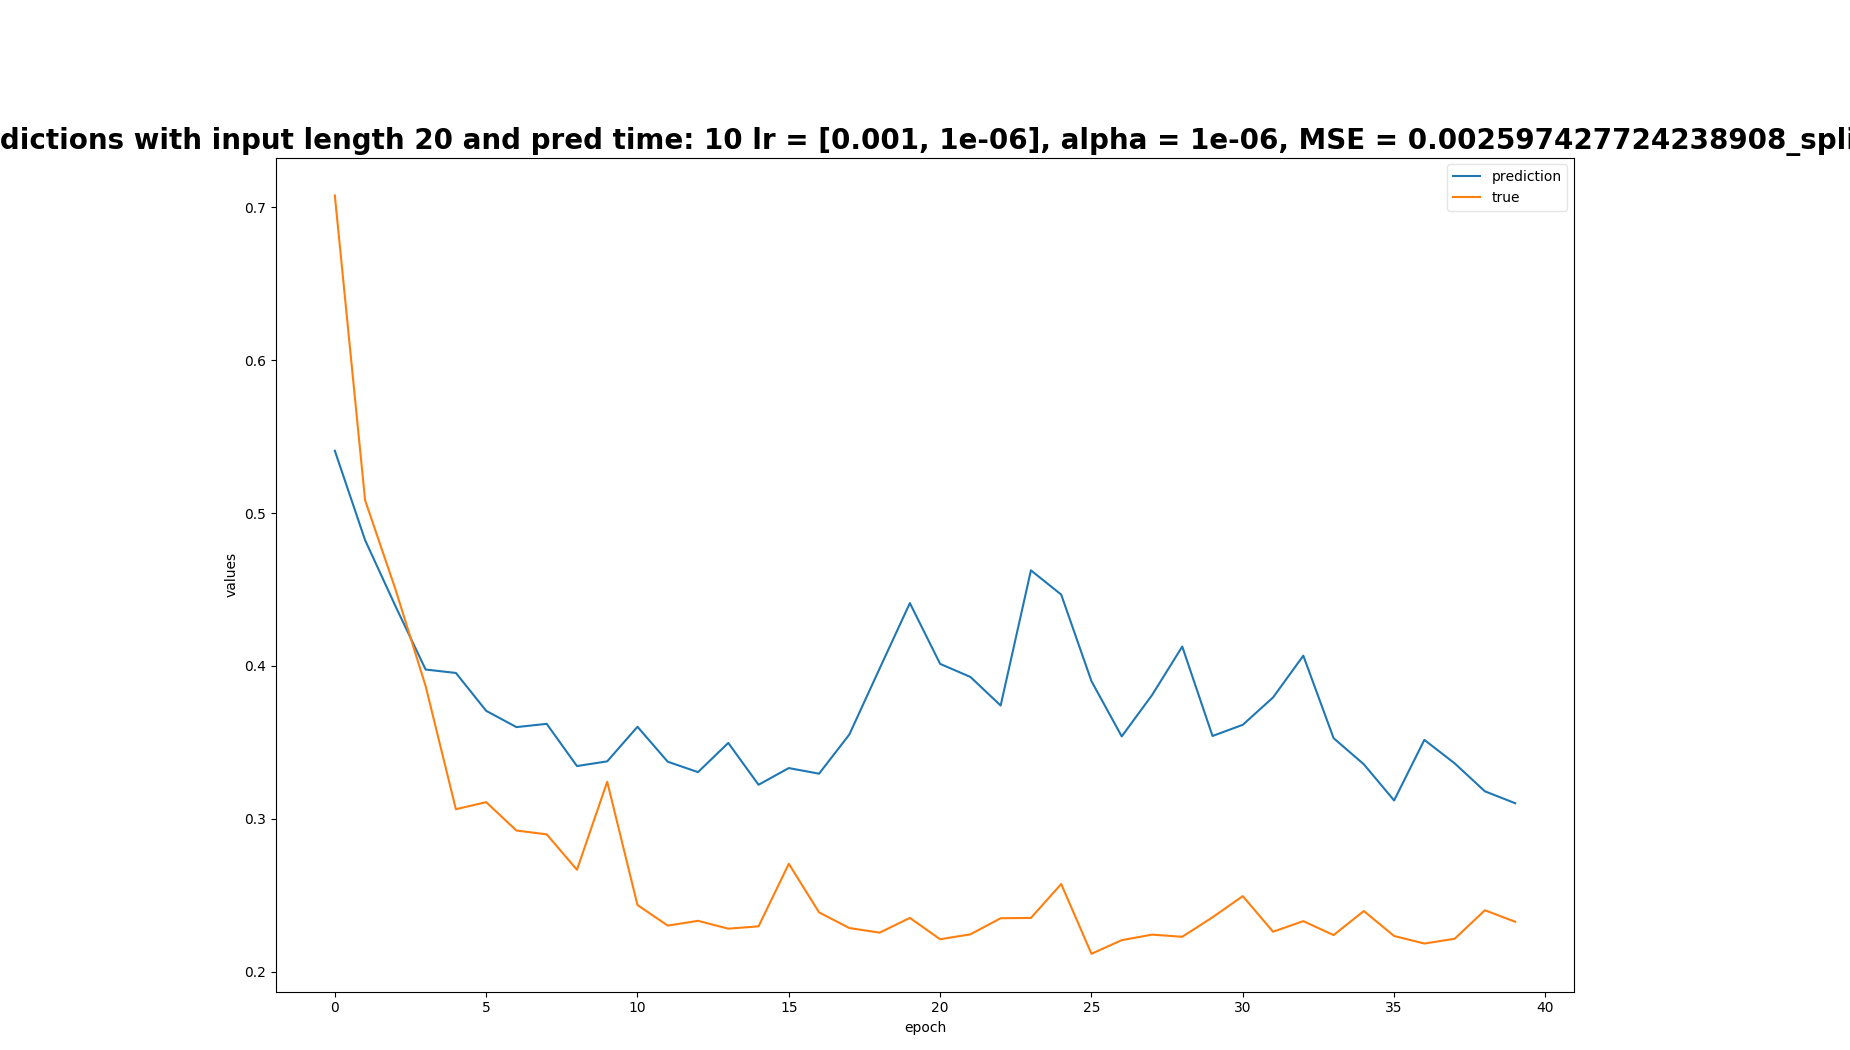 dictions with input length 20 and pred time: 10 lr = [0.001, 1e-06], alpha = 1e-06, MSE = 0.002597427724238908_spli
prediction
true
0.7
0.6
0.5
0.4
0.3
0.2
values
0 5 10 15 20 25 30 35 40
epoch